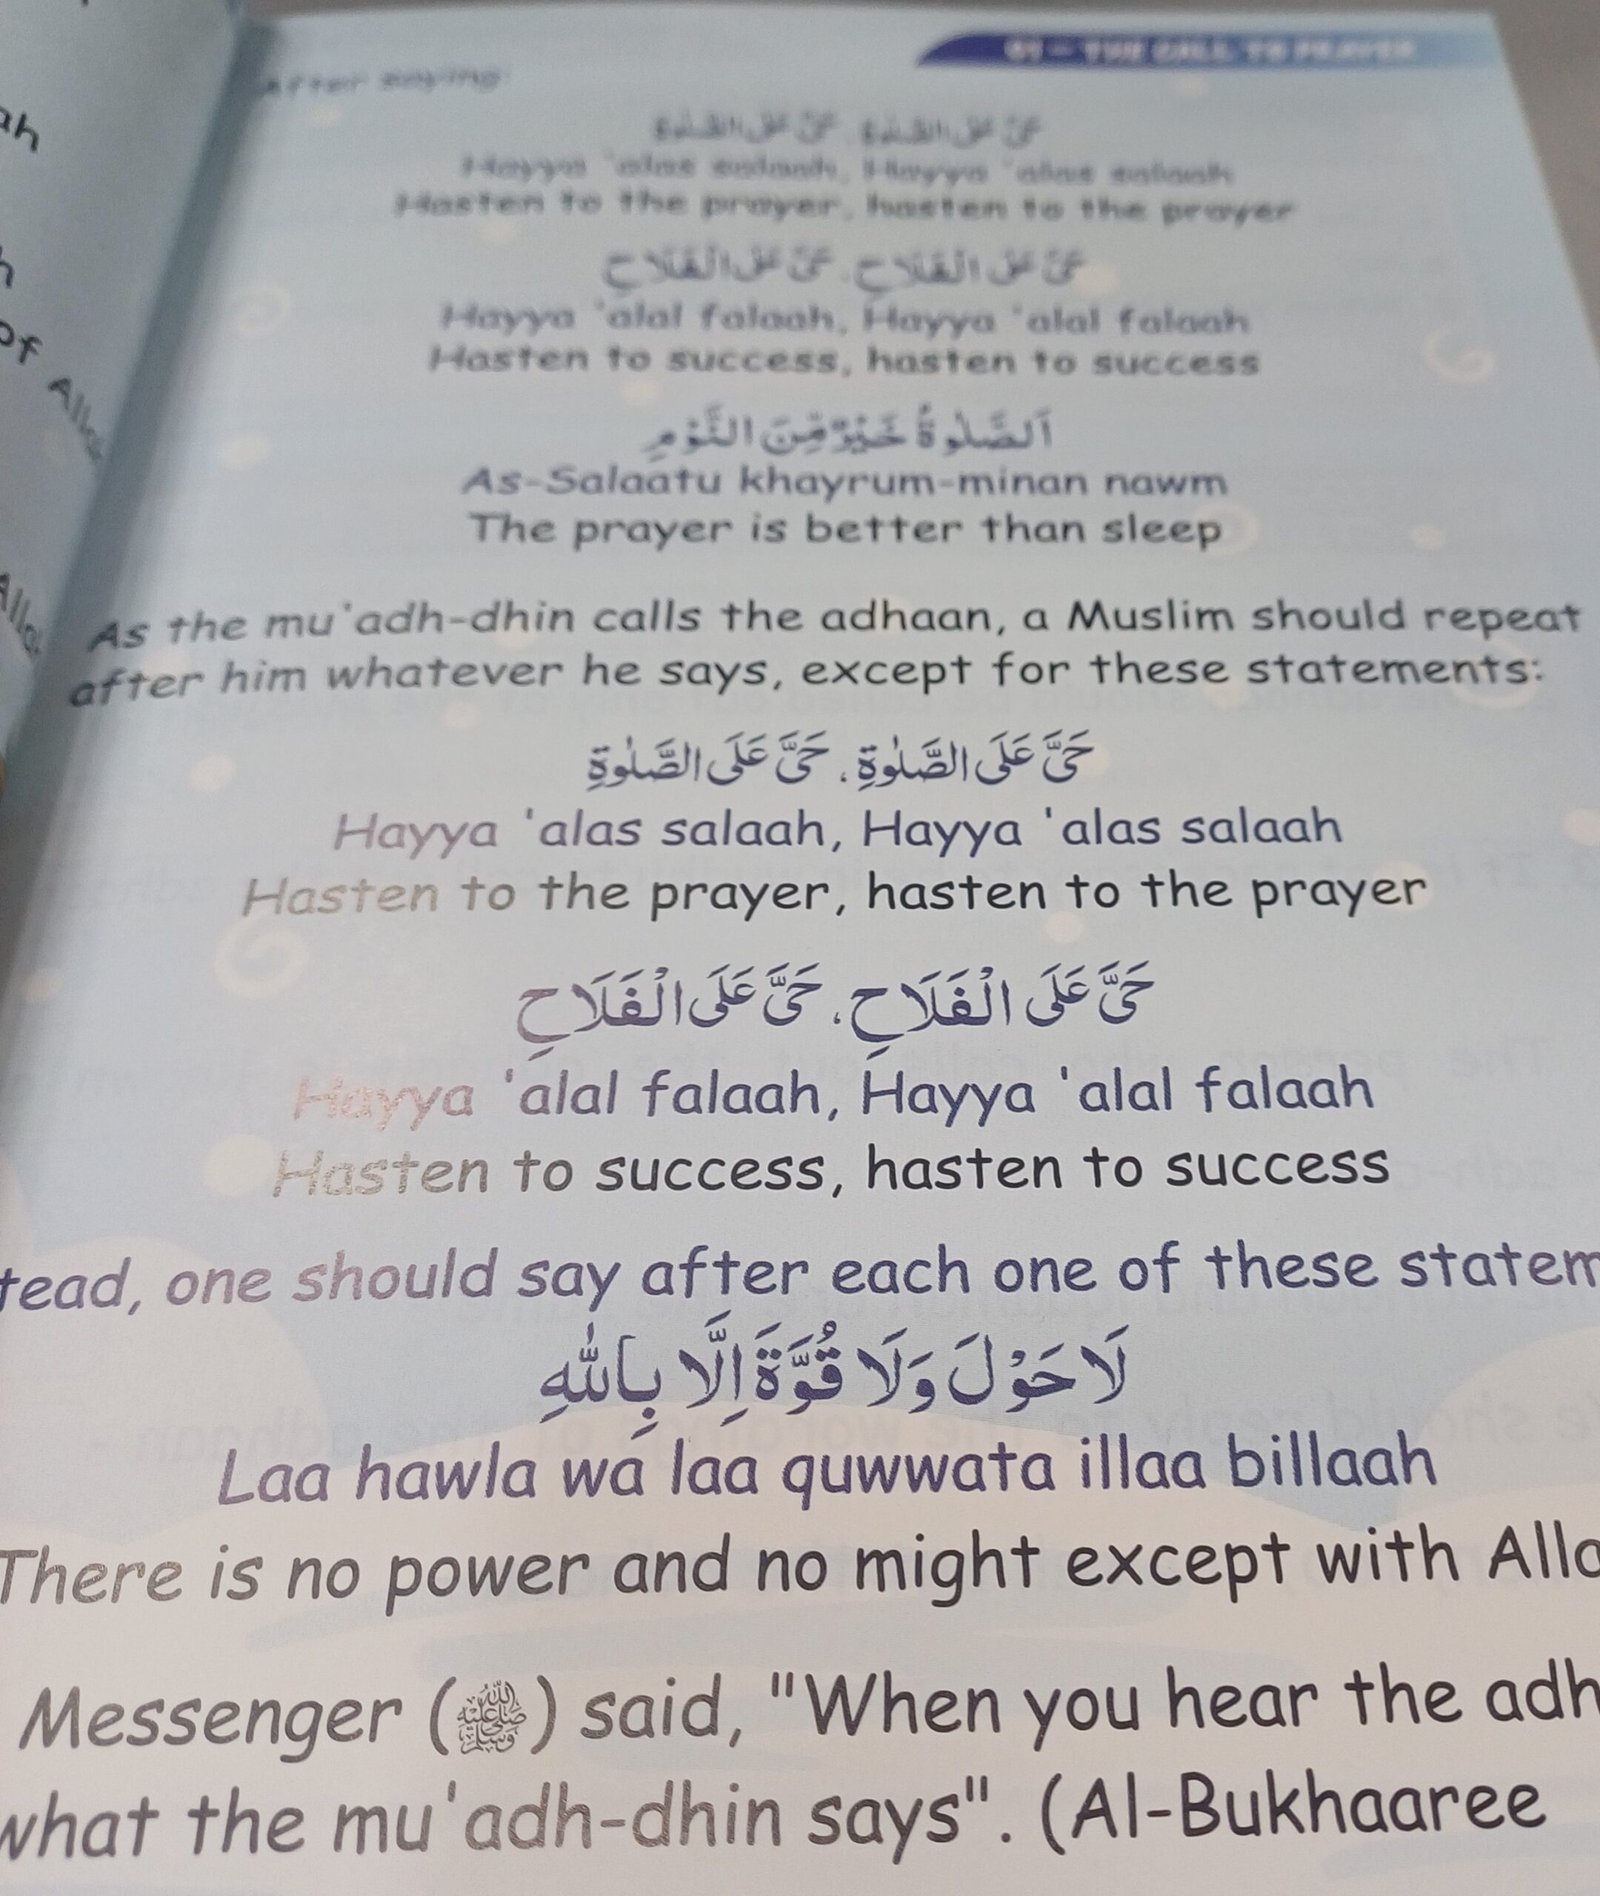 01 - THE CALL TO PRAYER
After saying:
حَىَّ عَلَى الصَّلٰوةِ، حَىَّ عَلَى الصَّلٰوةِ
Hayya 'alas salaah, Hayya 'alas salaah
Hasten to the prayer, hasten to the prayer
حَىَّ عَلَى الْفَلَاحِ، حَىَّ عَلَى الْفَلَاحِ
Hayya 'alal falaah, Hayya 'alal falaah
Hasten to success, hasten to success
اَلصَّلٰوةُ خَيْرٌ مِّنَ النَّوْمِ
As-Salaatu khayrum-minan nawm
The prayer is better than sleep
As the mu'adh-dhin calls the adhaan, a Muslim should repeat
after him whatever he says, except for these statements:
حَىَّ عَلَى الصَّلٰوةِ، حَىَّ عَلَى الصَّلٰوةِ
Hayya 'alas salaah, Hayya 'alas salaah
Hasten to the prayer, hasten to the prayer
حَىَّ عَلَى الْفَلَاحِ، حَىَّ عَلَى الْفَلَاحِ
Hayya 'alal falaah, Hayya 'alal falaah
Hasten to success, hasten to success
tead, one should say after each one of these statem
لَا حَوْلَ وَلَا قُوَّةَ اِلَّا بِاللّٰهِ
Laa hawla wa laa quwwata illaa billaah
There is no power and no might except with Alla
Messenger (ﷺ) said, "When you hear the adh
what the mu'adh-dhin says". (Al-Bukhaaree